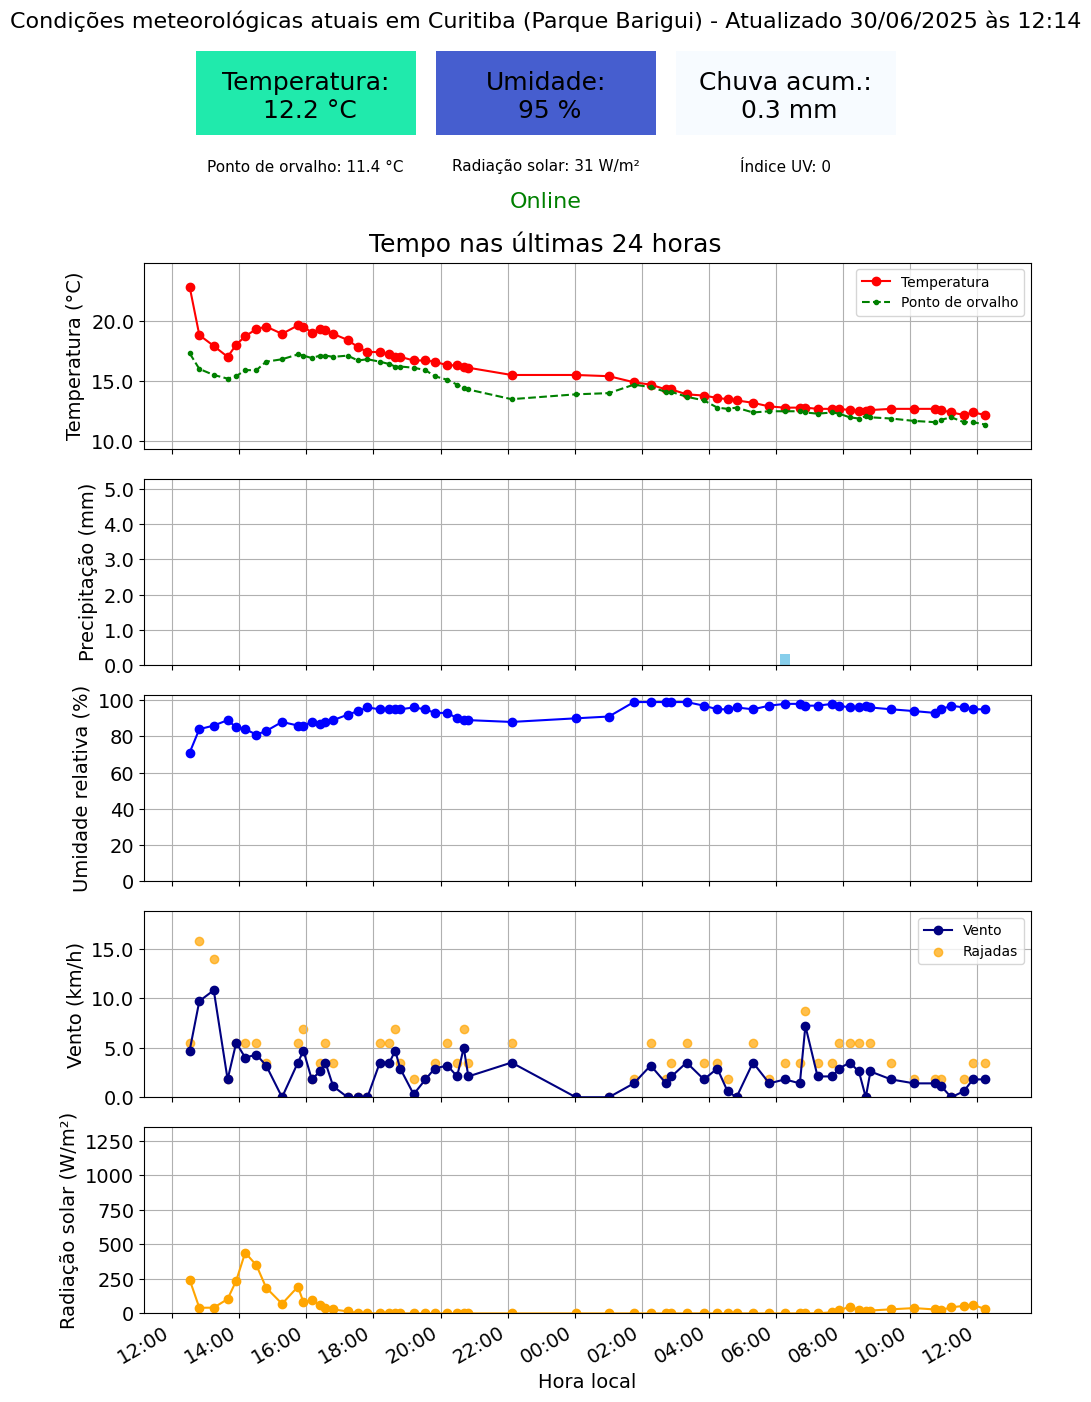 Condições meteorológicas atuais em Curitiba (Parque Barigui) - Atualizado 30/06/2025 às 12:14
Temperatura:
12.2 °C
Umidade:
95 %
Chuva acum.:
0.3 mm
Ponto de orvalho: 11.4 °C
Radiação solar: 31 W/m²
Índice UV: 0
Online
Tempo nas últimas 24 horas
Temperatura (°C)
20.0
15.0
10.0
Temperatura
Ponto de orvalho
Precipitação (mm)
5.0
4.0
3.0
2.0
1.0
0.0
Umidade relativa (%)
100
80
60
40
20
0
Vento (km/h)
15.0
10.0
5.0
0.0
Vento
Rajadas
Radiação solar (W/m²)
1250
1000
750
500
250
0
12:00
14:00
16:00
18:00
20:00
22:00
00:00
02:00
04:00
06:00
08:00
10:00
12:00
Hora local